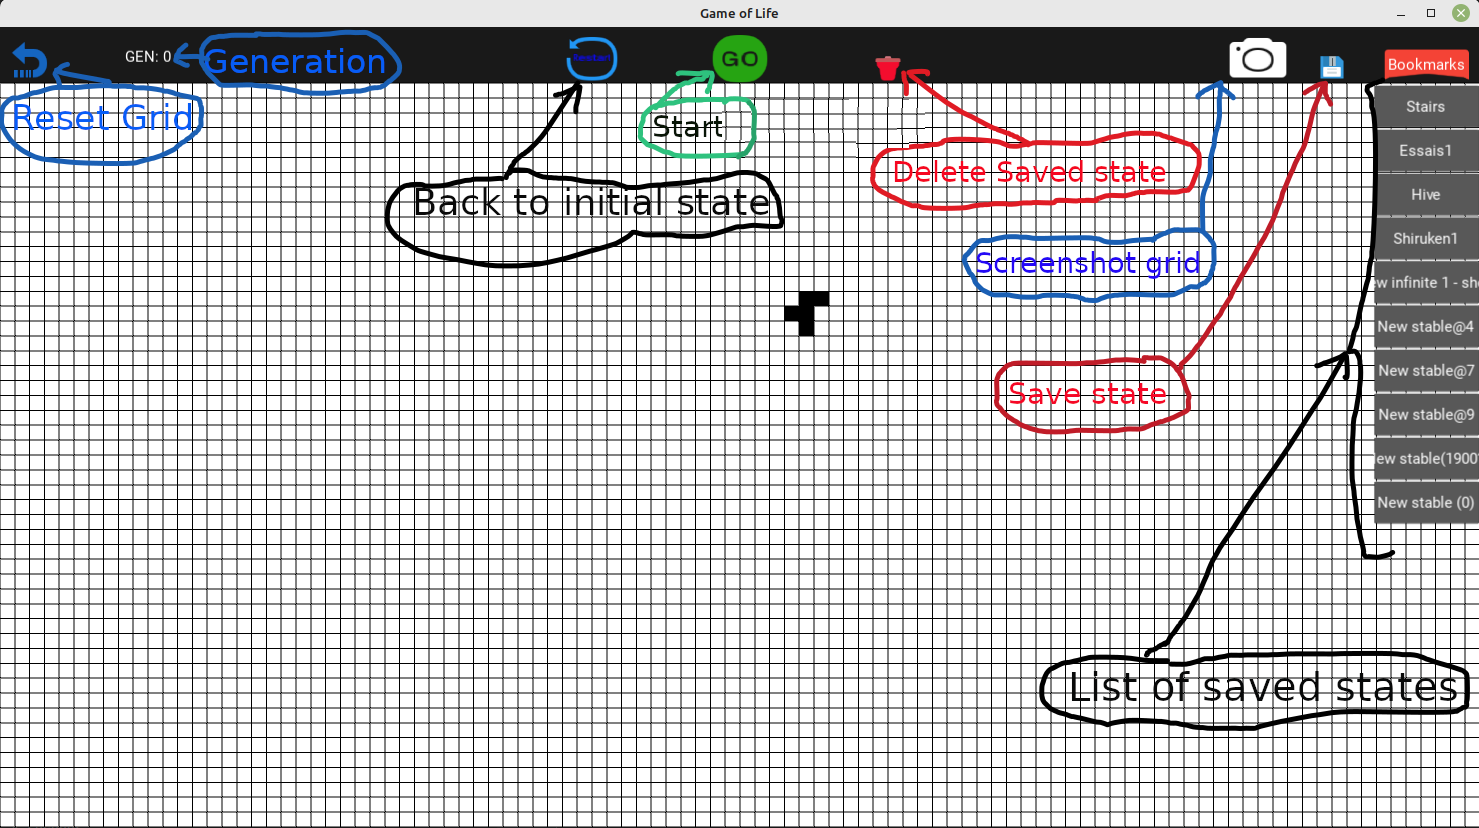 Game of Life
GEN: 0
Generation
Restart
GO
Bookmarks
Reset Grid
Start
Back to initial state
Delete Saved state
Screenshot grid
Save state
Stairs
Essais1
Hive
Shiruken1
infinite 1 -
New stable@4
New stable@7
New stable@9
stable(1900
New stable (0)
List of saved states